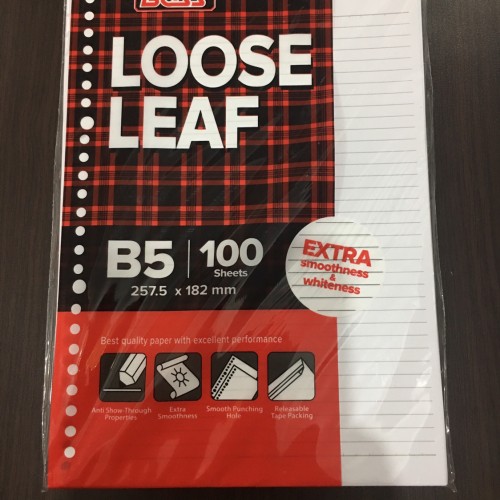 LOOSE
LEAF
B5 | 100
Sheets
257.5 x 182 mm
EXTRA
smoothness
&
whiteness
Best quality paper with excellent performance
Anti Show-Through
Properties
Extra
Smoothness
Smooth Punching
Hole
Releasable
Tape Packing